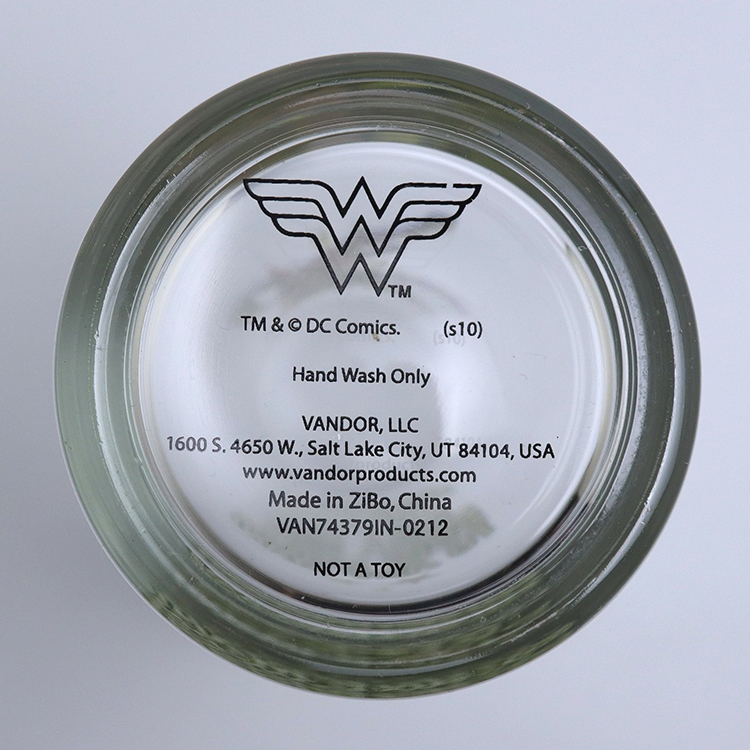 TM
TM & © DC Comics. (s10)
Hand Wash Only
VANDOR, LLC
1600 S. 4650 W., Salt Lake City, UT 84104, USA
www.vandorproducts.com
Made in ZiBo, China
VAN74379IN-0212
NOT A TOY